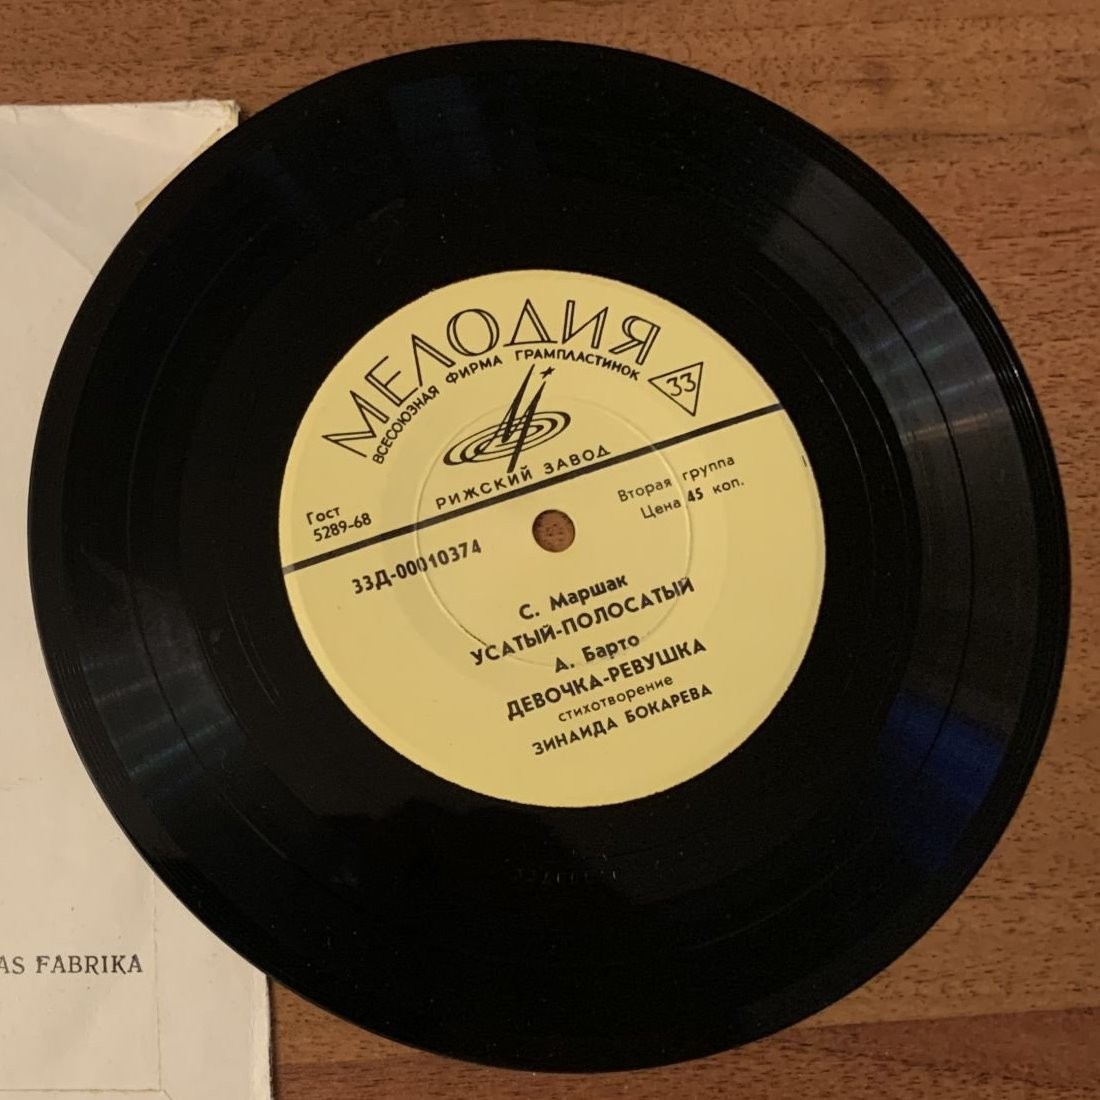 МЕЛОДИЯ
ВСЕСОЮЗНАЯ ФИРМА ГРАМПЛАСТИНОК
33
РИЖСКИЙ ЗАВОД
Гост
5289-68
Вторая группа
Цена 45 коп.
33Д-00010374
С. Маршак
УСАТЫЙ-ПОЛОСАТЫЙ
А. Барто
ДЕВОЧКА-РЕВУШКА
стихотворение
ЗИНАИДА БОКАРЕВА
AS FABRIKA